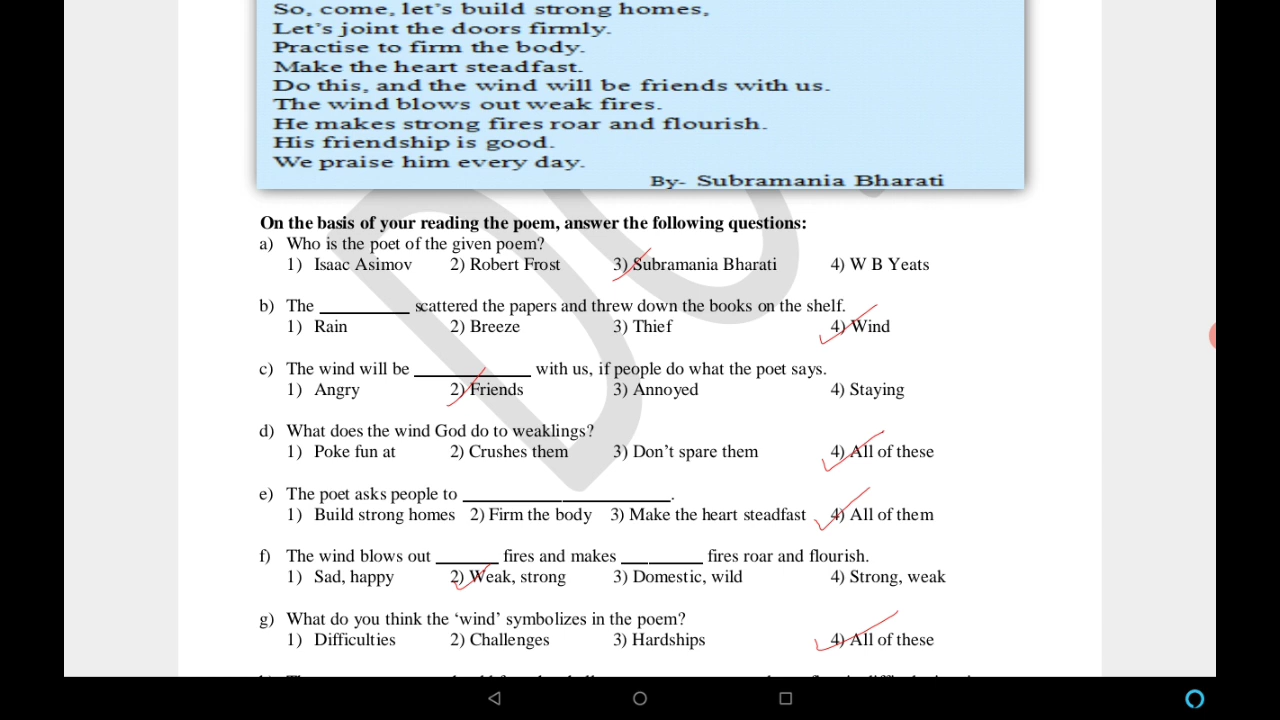 So, come, let's build strong homes,
Let's joint the doors firmly.
Practise to firm the body.
Make the heart steadfast.
Do this, and the wind will be friends with us.
The wind blows out weak fires.
He makes strong fires roar and flourish.
His friendship is good.
We praise him every day.
By- Subramania Bharati
On the basis of your reading the poem, answer the following questions:
a) Who is the poet of the given poem?
1) Isaac Asimov 2) Robert Frost 3) Subramania Bharati 4) W B Yeats
b) The __________ scattered the papers and threw down the books on the shelf.
1) Rain 2) Breeze 3) Thief 4) Wind
c) The wind will be _____________ with us, if people do what the poet says.
1) Angry 2) Friends 3) Annoyed 4) Staying
d) What does the wind God do to weaklings?
1) Poke fun at 2) Crushes them 3) Don't spare them 4) All of these
e) The poet asks people to _______________________.
1) Build strong homes 2) Firm the body 3) Make the heart steadfast 4) All of them
f) The wind blows out _______ fires and makes _________ fires roar and flourish.
1) Sad, happy 2) Weak, strong 3) Domestic, wild 4) Strong, weak
g) What do you think the ‘wind’ symbolizes in the poem?
1) Difficulties 2) Challenges 3) Hardships 4) All of these